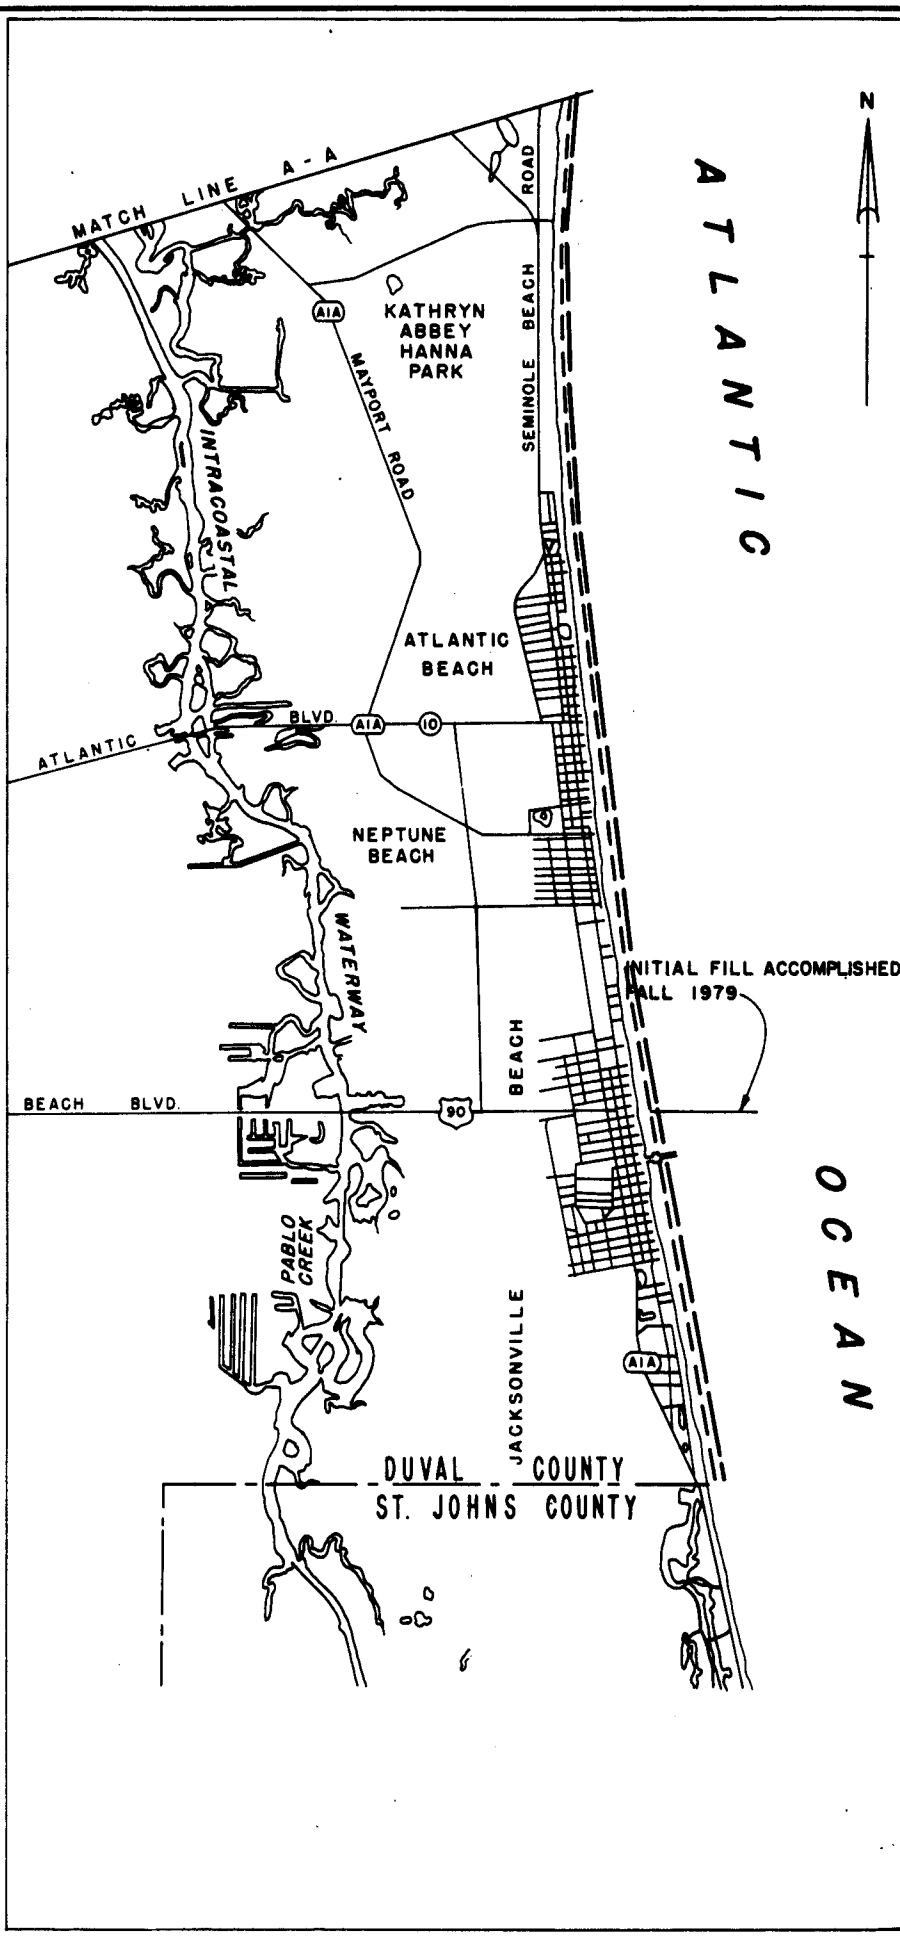 N
MATCH LINE A-A
ATLANTIC
OCEAN
SEMINOLE BEACH ROAD
A1A
KATHRYN
ABBEY
HANNA
PARK
MAYPORT ROAD
INTRACOASTAL
WATERWAY
ATLANTIC
BEACH
ATLANTIC BLVD.
A1A
10
NEPTUNE
BEACH
INITIAL FILL ACCOMPLISHED
FALL 1979
JACKSONVILLE BEACH
BEACH BLVD.
90
PABLO
CREEK
A1A
DUVAL COUNTY
ST. JOHNS COUNTY